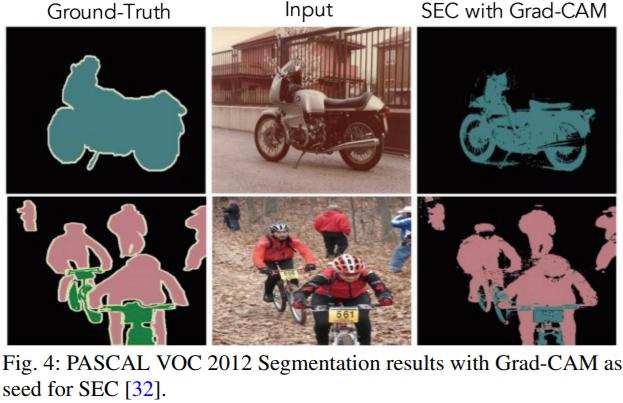 Ground-Truth
Input
SEC with Grad-CAM
561
Fig. 4: PASCAL VOC 2012 Segmentation results with Grad-CAM as
seed for SEC [32].